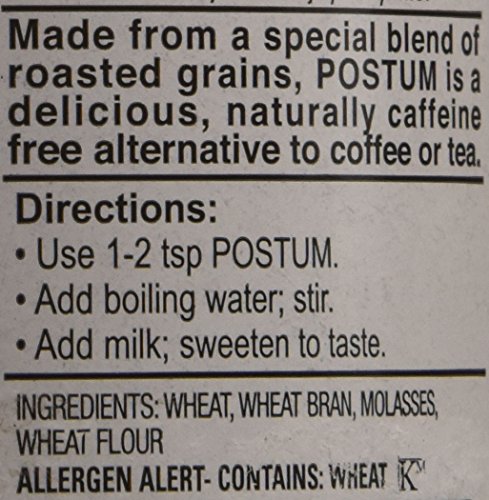 Made from a special blend of
roasted grains, POSTUM is a
delicious, naturally caffeine
free alternative to coffee or tea.
Directions:
• Use 1-2 tsp POSTUM.
• Add boiling water; stir.
• Add milk; sweeten to taste.
INGREDIENTS: WHEAT, WHEAT BRAN, MOLASSES,
WHEAT FLOUR
ALLERGEN ALERT- CONTAINS: WHEAT K